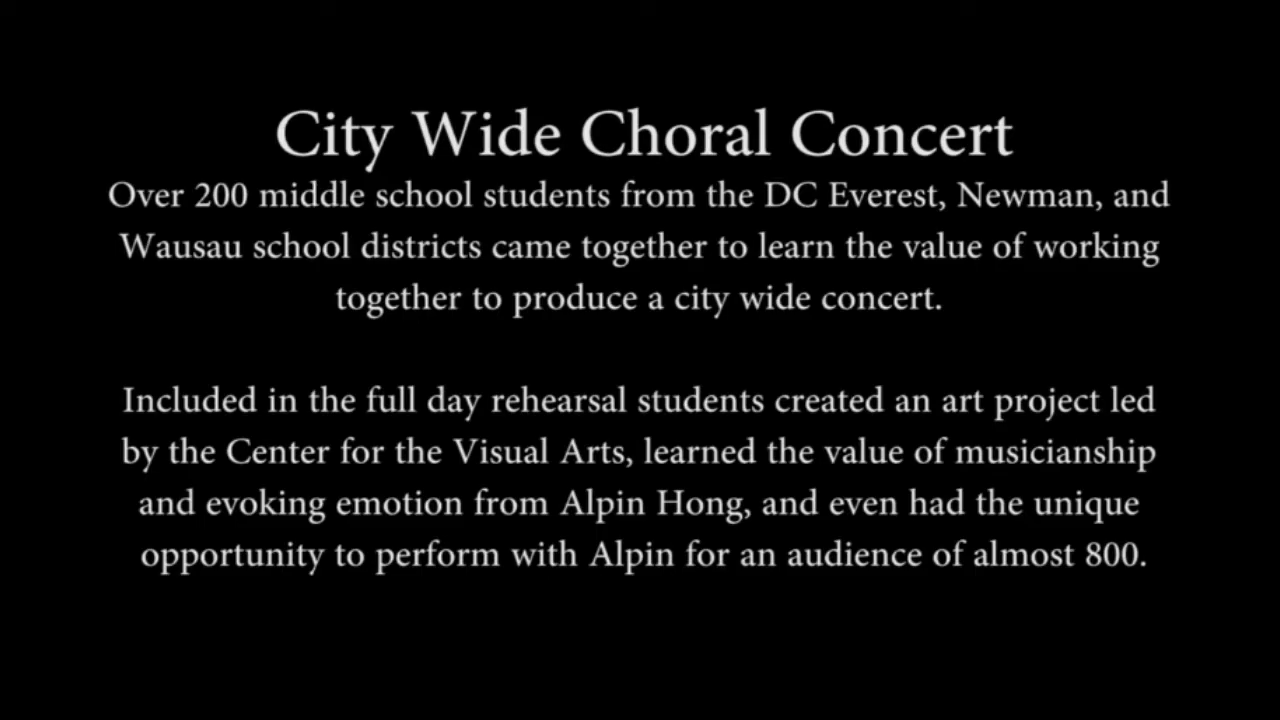 City Wide Choral Concert
Over 200 middle school students from the DC Everest, Newman, and
Wausau school districts came together to learn the value of working
together to produce a city wide concert.
Included in the full day rehearsal students created an art project led
by the Center for the Visual Arts, learned the value of musicianship
and evoking emotion from Alpin Hong, and even had the unique
opportunity to perform with Alpin for an audience of almost 800.